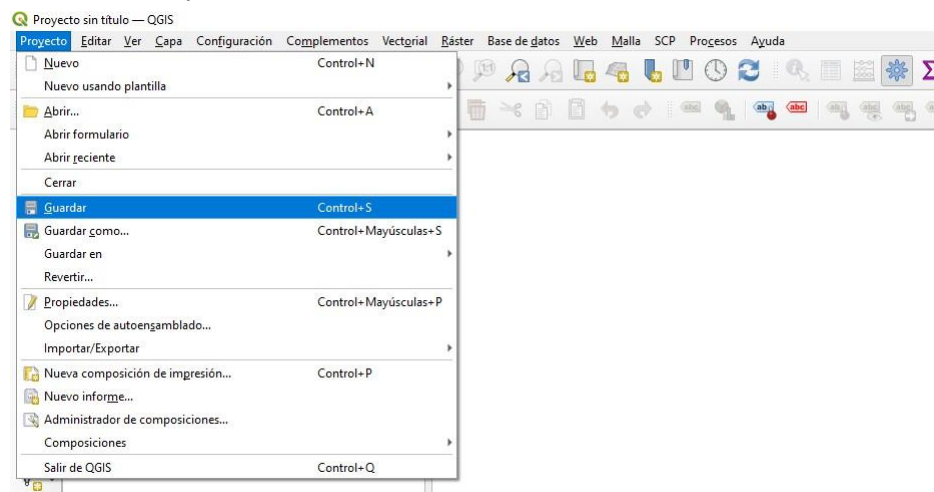 Proyecto sin título — QGIS
Proyecto Editar Ver Capa Configuración Complementos Vectorial Ráster Base de datos Web Malla SCP Procesos Ayuda
Nuevo Control+N
Nuevo usando plantilla
Abrir... Control+A
Abrir formulario
Abrir reciente
Cerrar
Guardar Control+S
Guardar como... Control+Mayúsculas+S
Guardar en
Revertir...
Propiedades... Control+Mayúsculas+P
Opciones de autoensamblado...
Importar/Exportar
Nueva composición de impresión... Control+P
Nuevo informe...
Administrador de composiciones...
Composiciones
Salir de QGIS Control+Q